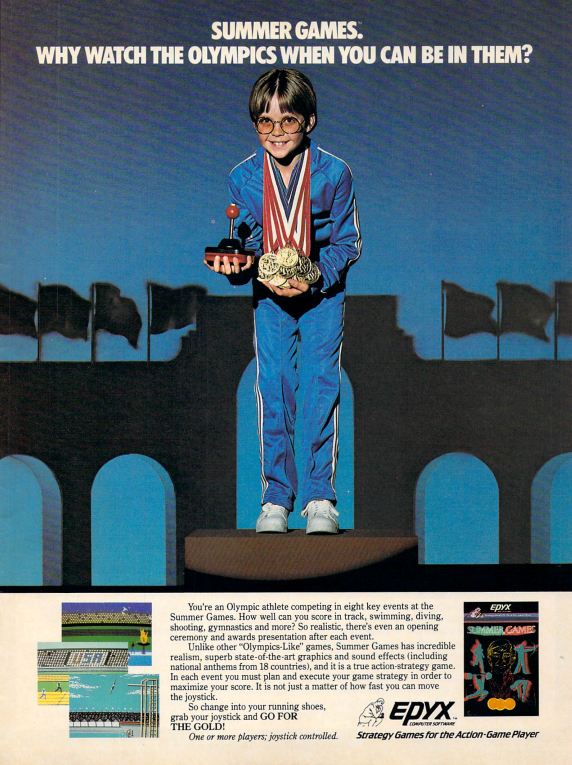 SUMMER GAMES.™
WHY WATCH THE OLYMPICS WHEN YOU CAN BE IN THEM?
You're an Olympic athlete competing in eight key events at the
Summer Games. How well can you score in track, swimming, diving,
shooting, gymnastics and more? So realistic, there's even an opening
ceremony and awards presentation after each event.
Unlike other “Olympics-Like” games, Summer Games has incredible
realism, superb state-of-the-art graphics and sound effects (including
national anthems from 18 countries), and it is a true action-strategy game.
In each event you must plan and execute your game strategy in order to
maximize your score. It is not just a matter of how fast you can move
the joystick.
So change into your running shoes,
grab your joystick and GO FOR
THE GOLD!
One or more players; joystick controlled.
EPYX™
COMPUTER SOFTWARE
Strategy Games for the Action-Game Player
EPYX
SUMMER GAMES